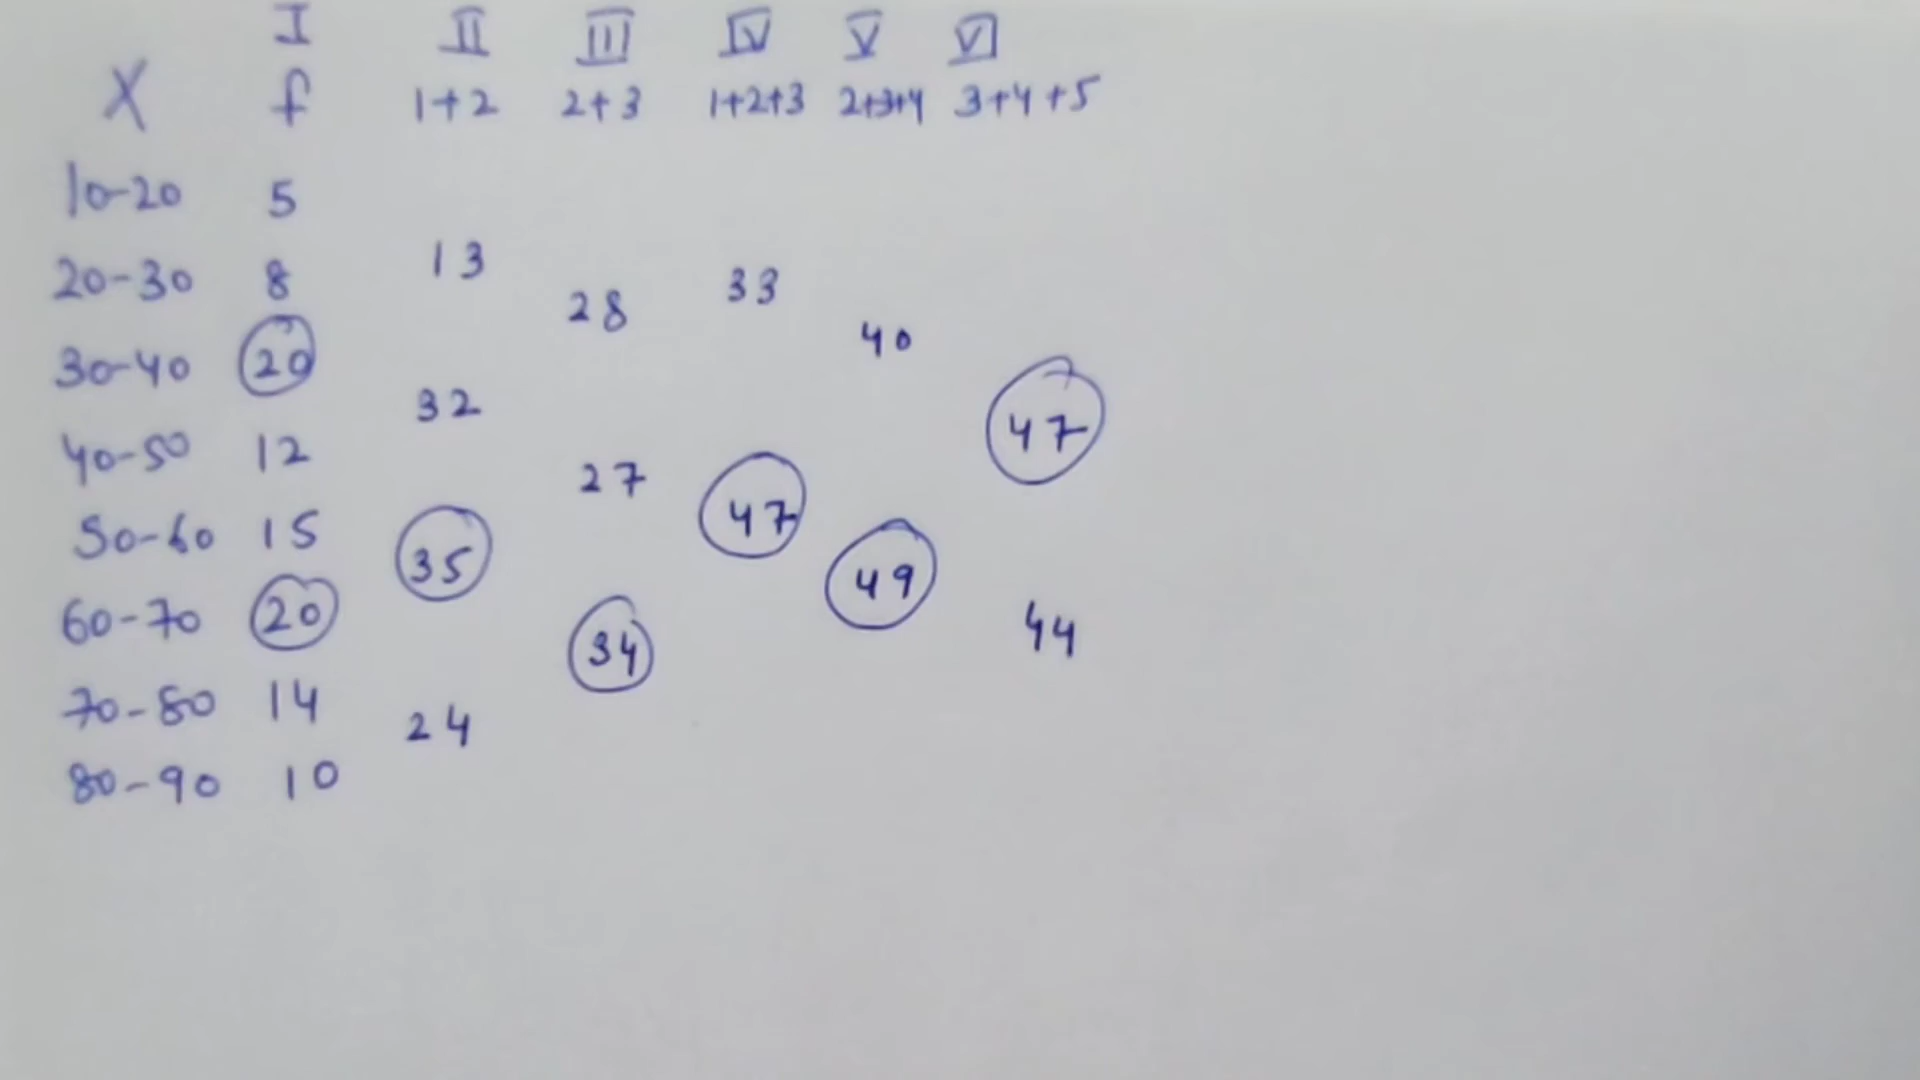 I II III IV V VI
X f 1+2 2+3 1+2+3 2+3+4 3+4+5
10-20 5
20-30 8 13 28 33
30-40 20 40
40-50 12 32 27 47
50-60 15 35 47 49
60-70 20 34 44
70-80 14 24
80-90 10